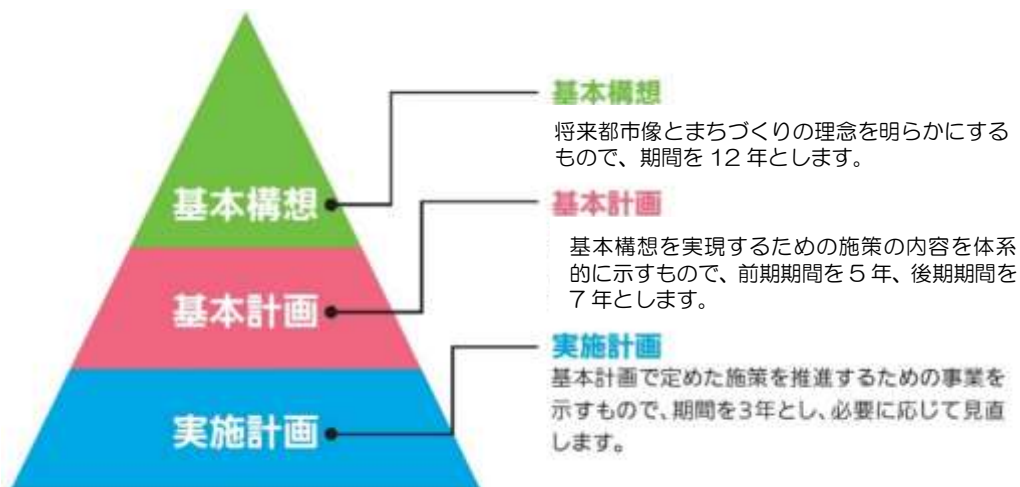 基本構想
将来都市像とまちづくりの理念を明らかにする
もので、期間を 12 年とします。
基本構想
基本計画
基本構想を実現するための施策の内容を体系
的に示すもので、前期期間を５年、後期期間を
７年とします。
基本計画
実施計画
基本計画で定めた施策を推進するための事業を
示すもので、期間を3年とし、必要に応じて見直
します。
実施計画